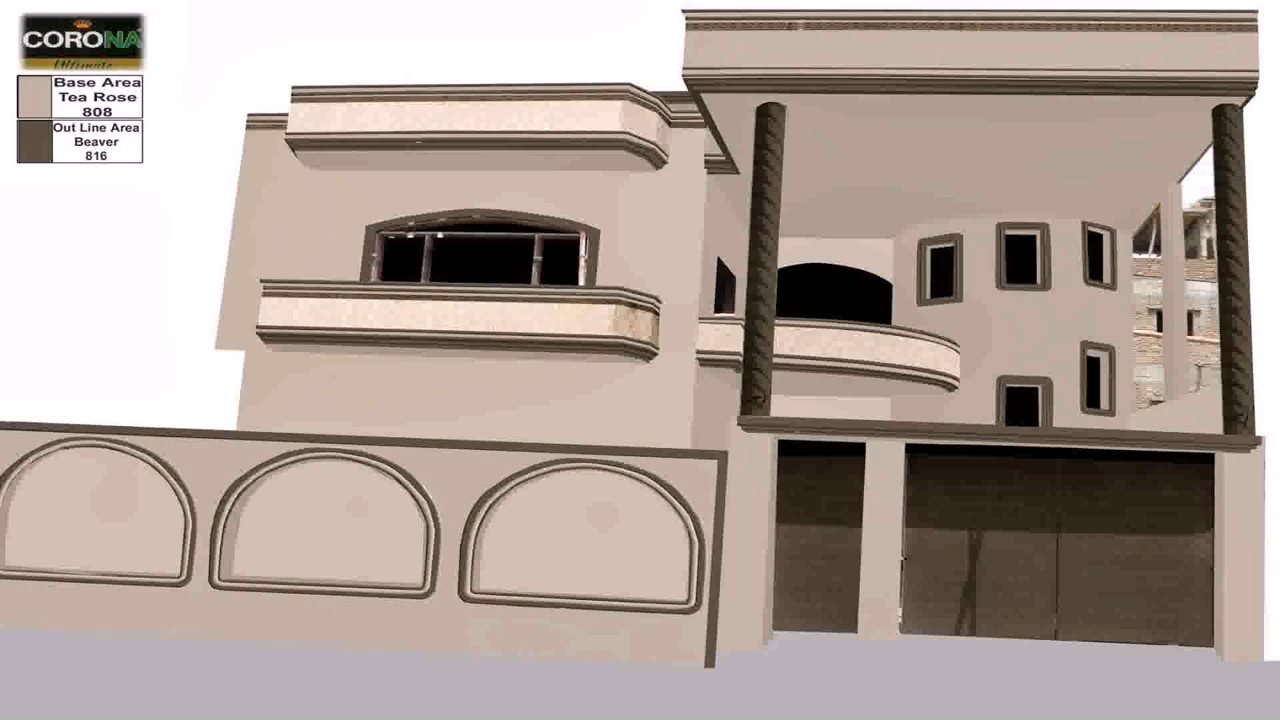 CORONA
Ultimate
Base Area
Tea Rose
808
Out Line Area
Beaver
816